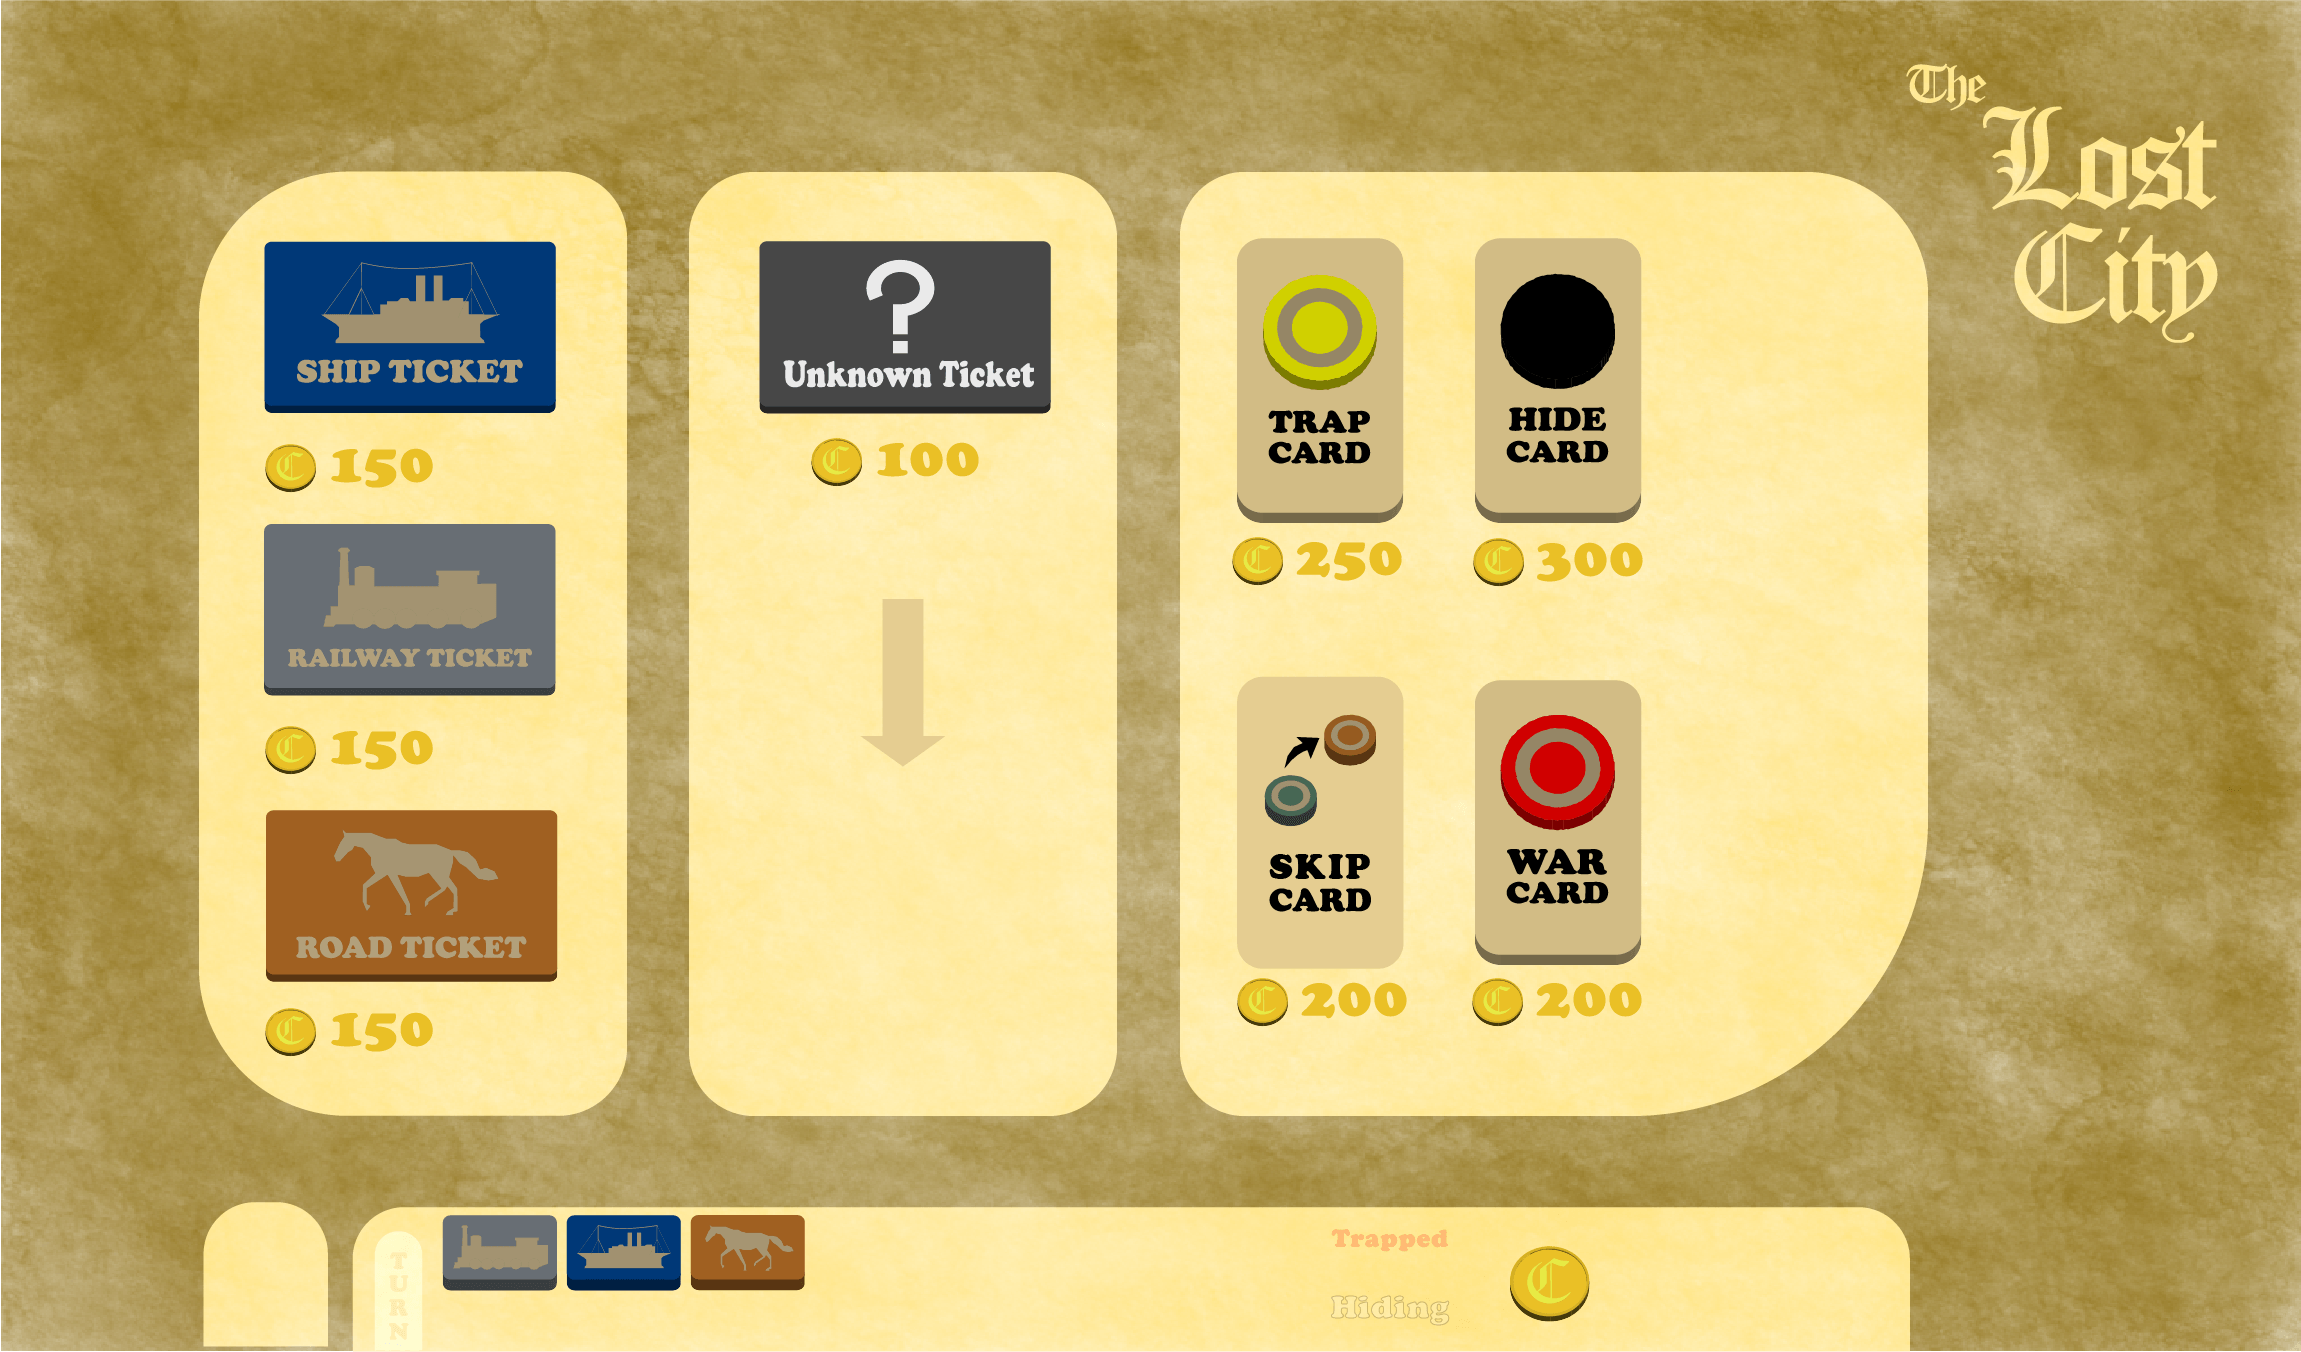 The
Lost
City
SHIP TICKET
C 150
RAILWAY TICKET
C 150
ROAD TICKET
C 150
?
Unknown Ticket
C 100
TRAP
CARD
C 250
HIDE
CARD
C 300
SKIP
CARD
C 200
WAR
CARD
C 200
TURN
Trapped
Hiding
C